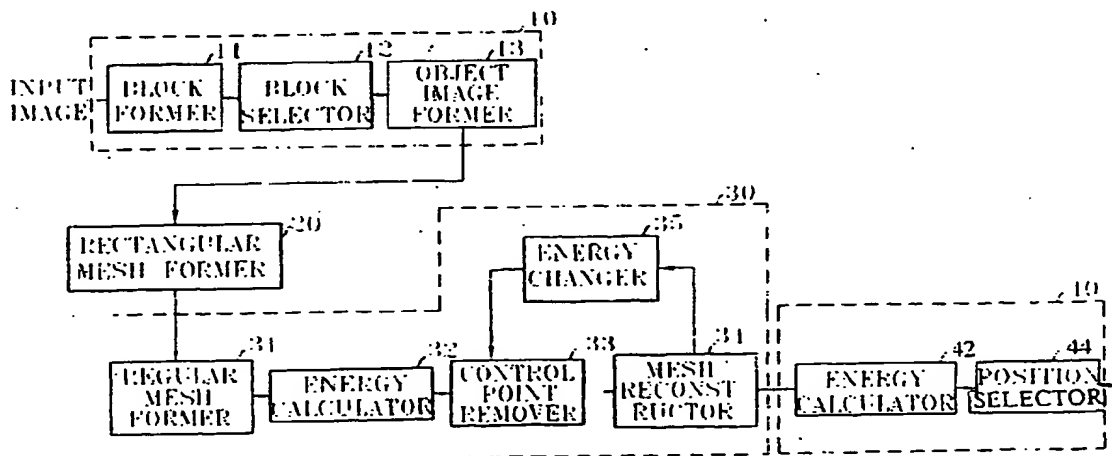 10
11
12
13
INPUT
IMAGE
BLOCK
FORMER
BLOCK
SELECTOR
OBJECT
IMAGE
FORMER
20
RECTANGULAR
MESH FORMER
30
35
ENERGY
CHANGER
31
REGULAR
MESH
FORMER
32
ENERGY
CALCULATOR
33
CONTROL
POINT
REMOVER
34
MESH
RECONST
RUCTOR
40
42
ENERGY
CALCULATOR
44
POSITION
SELECTOR